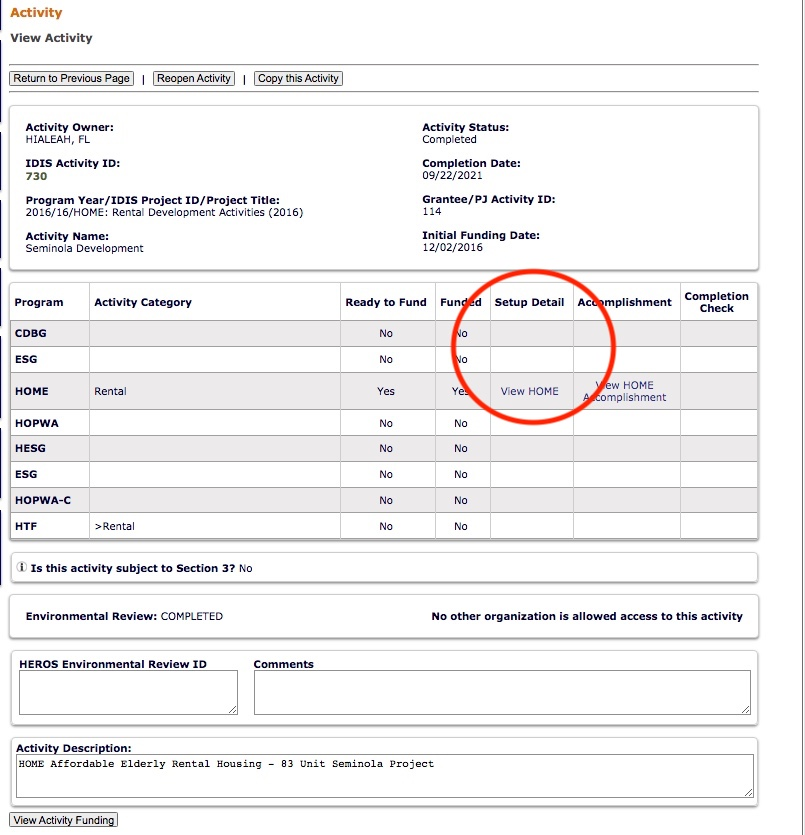 Activity
View Activity
Return to Previous Page | Reopen Activity | Copy this Activity
Activity Owner:
HIALEAH, FL
Activity Status:
Completed
IDIS Activity ID:
730
Completion Date:
09/22/2021
Program Year/IDIS Project ID/Project Title:
2016/16/HOME: Rental Development Activities (2016)
Grantee/PJ Activity ID:
114
Activity Name:
Seminola Development
Initial Funding Date:
12/02/2016
Program Activity Category Ready to Fund Funded Setup Detail Accomplishment Completion Check
CDBG No No
ESG No No
HOME Rental Yes Yes View HOME View HOME Accomplishment
HOPWA No No
HESG No No
ESG No No
HOPWA-C No No
HTF >Rental No No
Is this activity subject to Section 3? No
Environmental Review: COMPLETED No other organization is allowed access to this activity
HEROS Environmental Review ID Comments
Activity Description:
HOME Affordable Elderly Rental Housing - 83 Unit Seminola Project
View Activity Funding